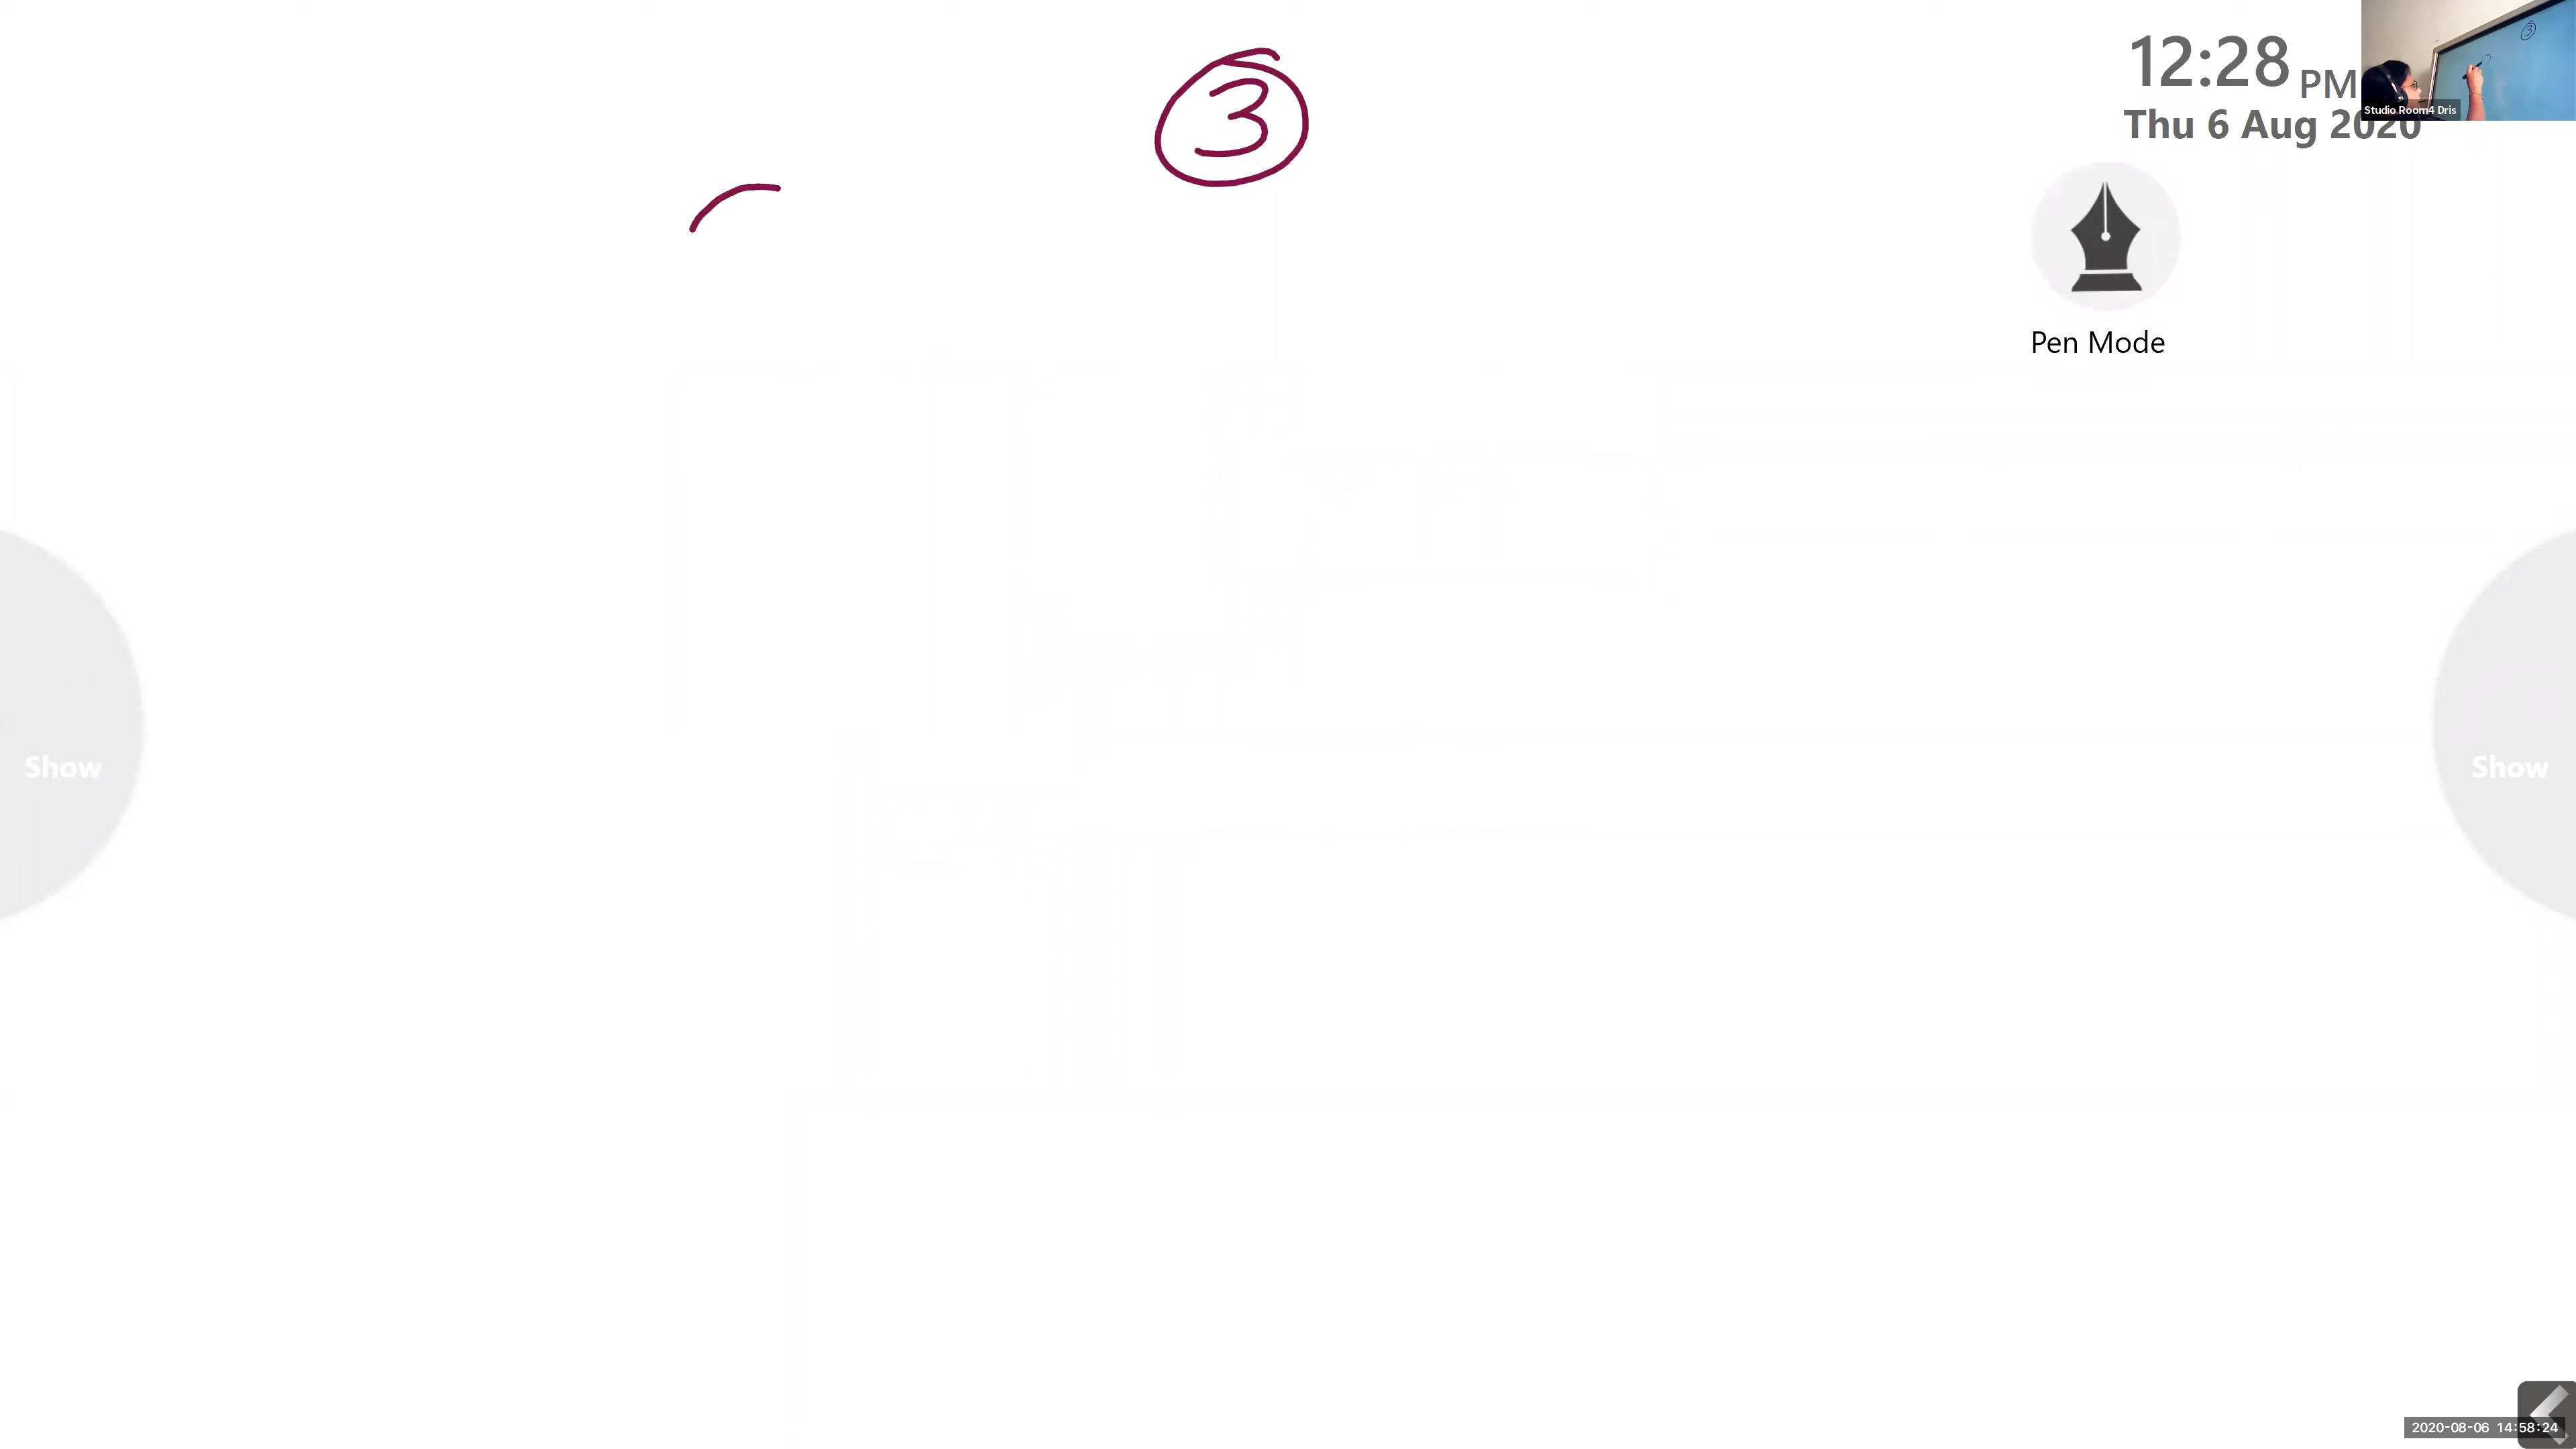 12:28 PM
Studio Room4 Dris
Thu 6 Aug 2020
3
Pen Mode
Show
Show
2020-08-06 14:58:24